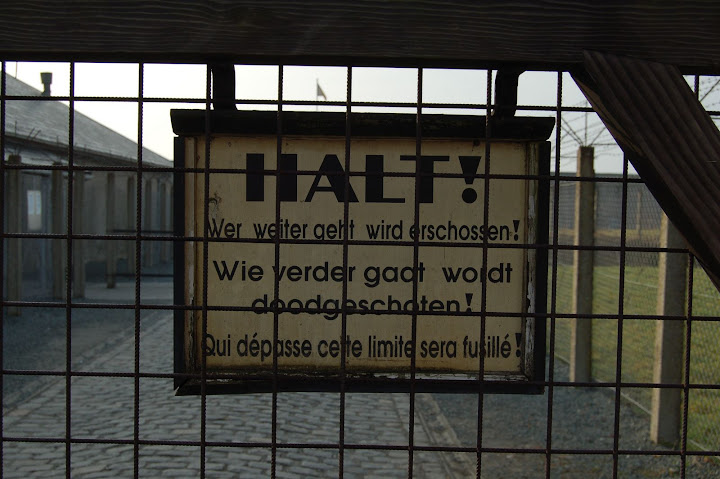 HALT!
Wer weiter geht wird erschossen!
Wie verder gaat wordt
doodgeschoten!
Qui dépasse cette limite sera fusillé!